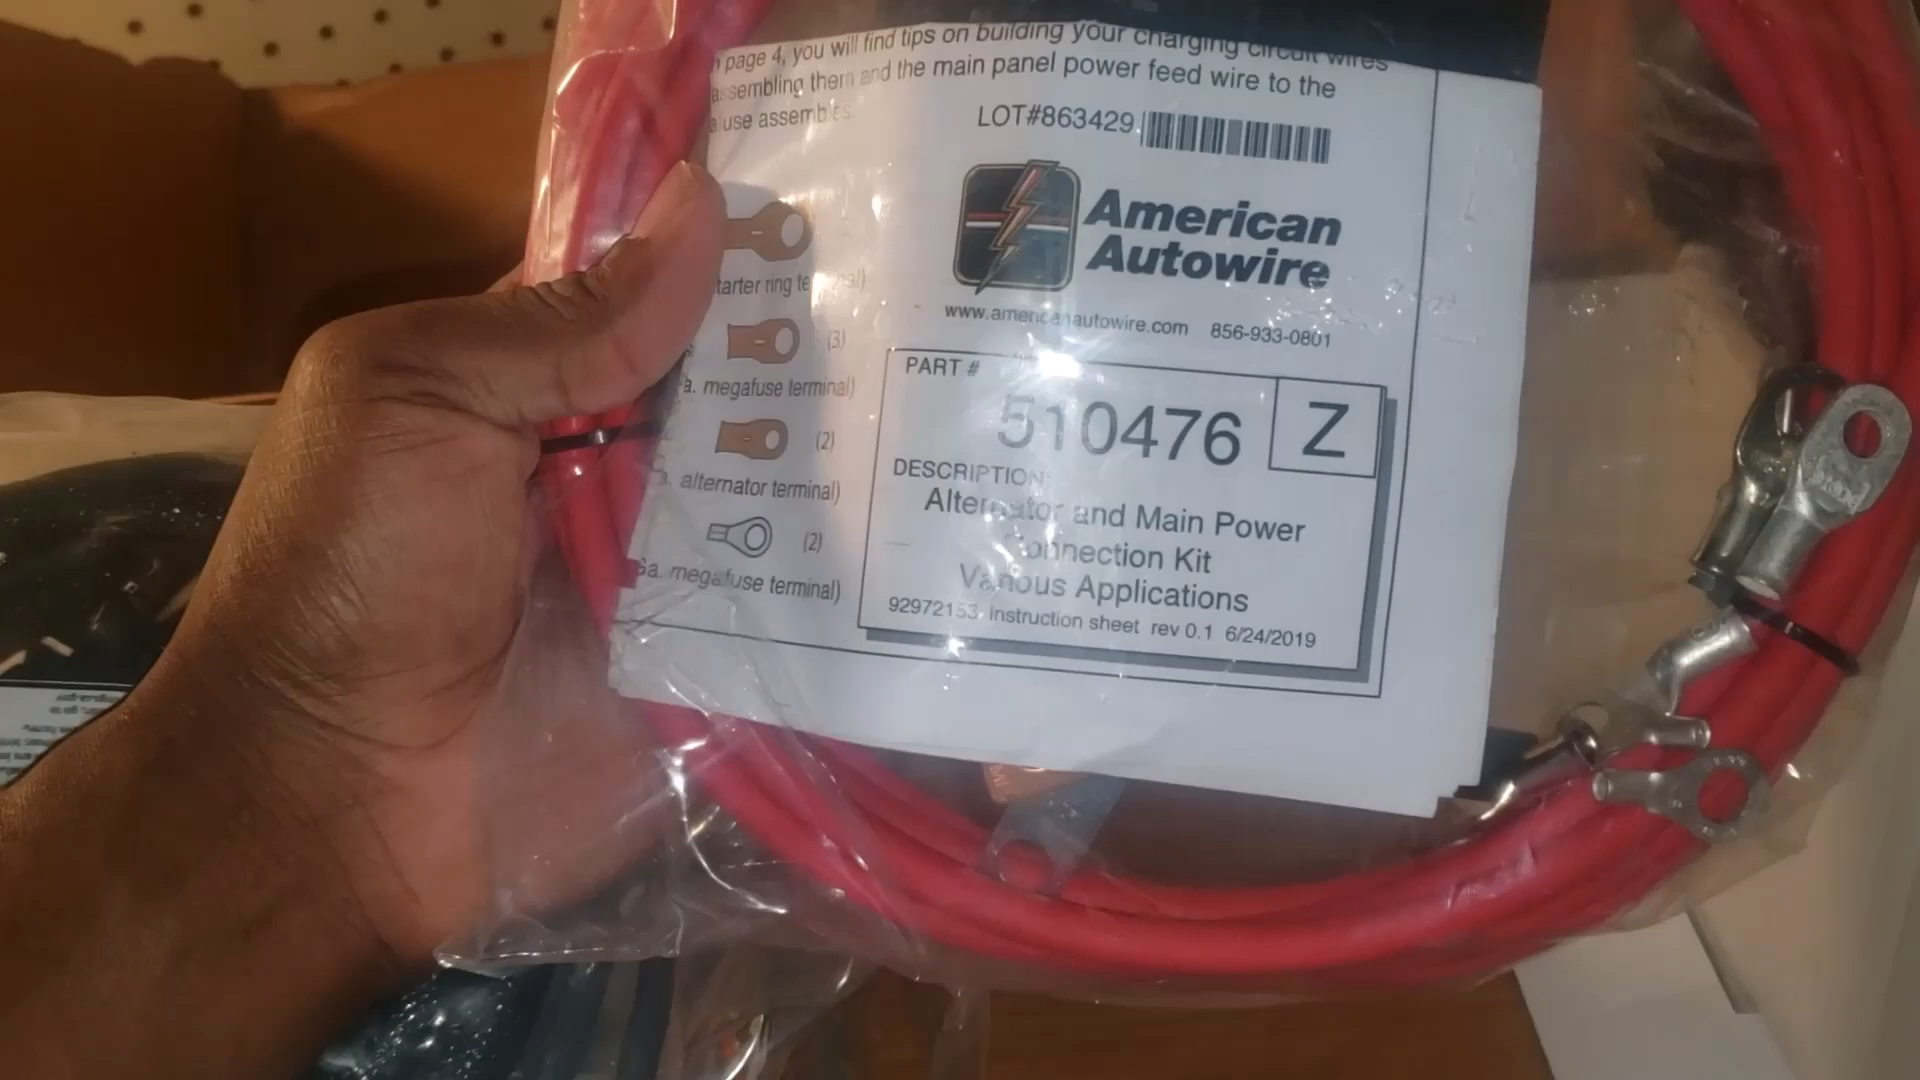 page 4, you will find tips on building your charging circuit wires
assembling them and the main panel power feed wire to the
use assemblies.
LOT#863429
American
Autowire
www.americanautowire.com 856-933-0801
PART #
510476
Z
DESCRIPTION:
Alternator and Main Power
Connection Kit
Various Applications
92972153 instruction sheet rev 0.1 6/24/2019
tarter ring terminal)
(3)
a. megafuse terminal)
(2)
a. alternator terminal)
(2)
Ga. megafuse terminal)